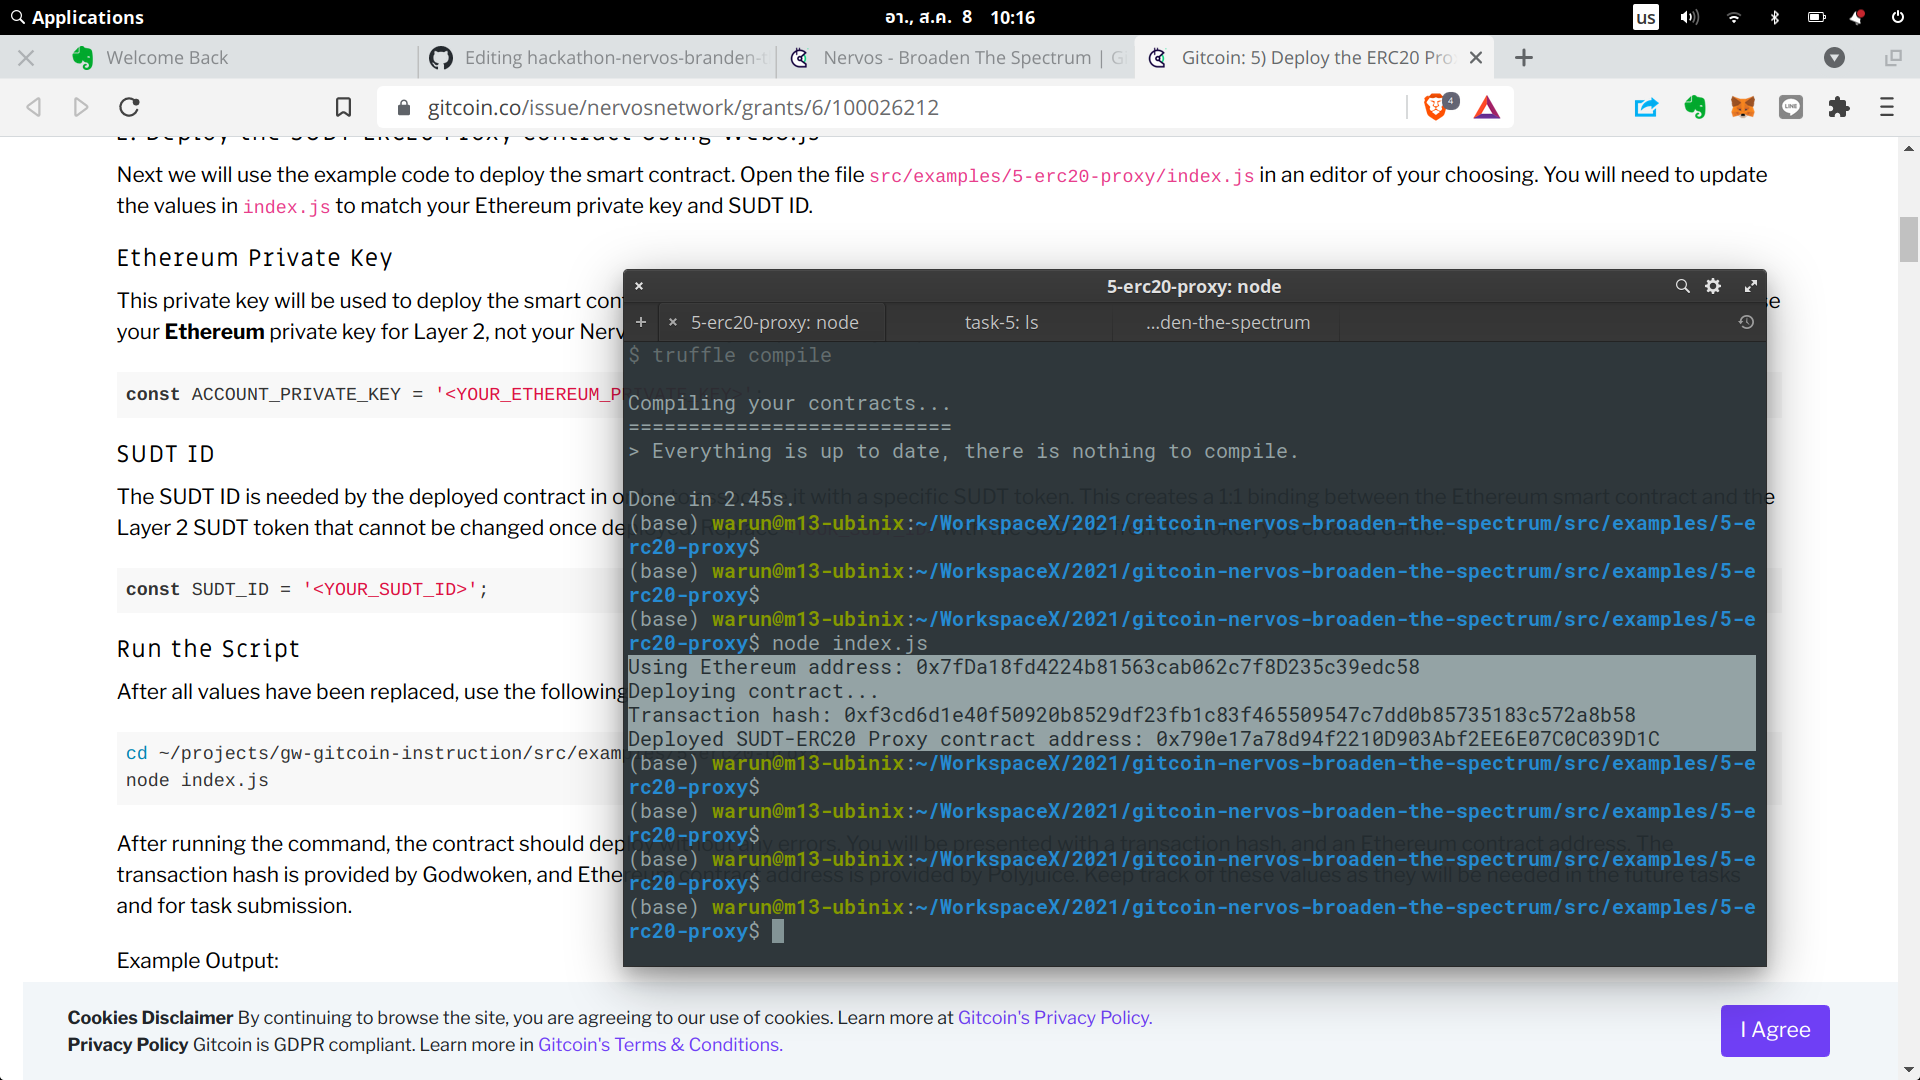 Applications
อา., ส.ค. 8 10:16
us
Welcome Back
Editing hackathon-nervos-branden-t
Nervos - Broaden The Spectrum | G
Gitcoin: 5) Deploy the ERC20 Pro
gitcoin.co/issue/nervosnetwork/grants/6/100026212
4
LINE
2. Deploy the SUDT-ERC20 Proxy Contract Using Web3.js
Next we will use the example code to deploy the smart contract. Open the file src/examples/5-erc20-proxy/index.js in an editor of your choosing. You will need to update
the values in index.js to match your Ethereum private key and SUDT ID.
Ethereum Private Key
This private key will be used to deploy the smart con
e
your Ethereum private key for Layer 2, not your Nerv
const ACCOUNT_PRIVATE_KEY = '<YOUR_ETHEREUM_PRIVATE_KEY>';
SUDT ID
The SUDT ID is needed by the deployed contract in o it with a specific SUDT token. This creates a 1:1 binding between the Ethereum smart contract and the
Layer 2 SUDT token that cannot be changed once de
const SUDT_ID = '<YOUR_SUDT_ID>';
Run the Script
After all values have been replaced, use the following
cd ~/projects/gw-gitcoin-instruction/src/exam
node index.js
After running the command, the contract should dep errors. You will be presented with a transaction hash, and an Ethereum contract address. The
transaction hash is provided by Godwoken, and Ethe contract address is provided by Polyjuice. Keep track of these values as they will be needed in the future tasks
and for task submission.
Example Output:
5-erc20-proxy: node
5-erc20-proxy: node
task-5: ls
...den-the-spectrum
$ truffle compile
Compiling your contracts...
===========================
> Everything is up to date, there is nothing to compile.
Done in 2.45s.
(base) warun@m13-ubinix:~/WorkspaceX/2021/gitcoin-nervos-broaden-the-spectrum/src/examples/5-e
rc20-proxy$
(base) warun@m13-ubinix:~/WorkspaceX/2021/gitcoin-nervos-broaden-the-spectrum/src/examples/5-e
rc20-proxy$
(base) warun@m13-ubinix:~/WorkspaceX/2021/gitcoin-nervos-broaden-the-spectrum/src/examples/5-e
rc20-proxy$ node index.js
Using Ethereum address: 0x7fDa18fd4224b81563cab062c7f8D235c39edc58
Deploying contract...
Transaction hash: 0xf3cd6d1e40f50920b8529df23fb1c83f465509547c7dd0b85735183c572a8b58
Deployed SUDT-ERC20 Proxy contract address: 0x790e17a78d94f2210D903Abf2EE6E07C0C039D1C
(base) warun@m13-ubinix:~/WorkspaceX/2021/gitcoin-nervos-broaden-the-spectrum/src/examples/5-e
rc20-proxy$
(base) warun@m13-ubinix:~/WorkspaceX/2021/gitcoin-nervos-broaden-the-spectrum/src/examples/5-e
rc20-proxy$
(base) warun@m13-ubinix:~/WorkspaceX/2021/gitcoin-nervos-broaden-the-spectrum/src/examples/5-e
rc20-proxy$
(base) warun@m13-ubinix:~/WorkspaceX/2021/gitcoin-nervos-broaden-the-spectrum/src/examples/5-e
rc20-proxy$
Cookies Disclaimer By continuing to browse the site, you are agreeing to our use of cookies. Learn more at Gitcoin's Privacy Policy.
Privacy Policy Gitcoin is GDPR compliant. Learn more in Gitcoin's Terms & Conditions.
I Agree